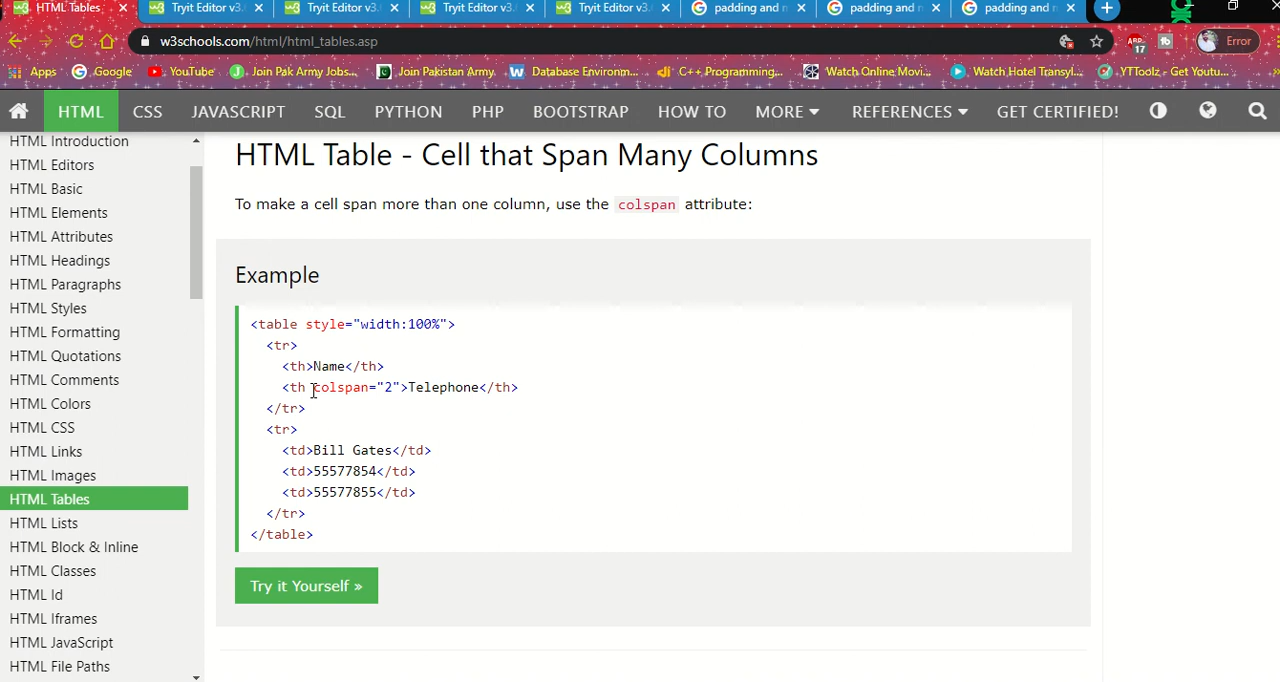 HTML Tables
Tryit Editor v3.
Tryit Editor v3.
Tryit Editor v3.
Tryit Editor v3.
padding and m
padding and m
padding and m
w3schools.com/html/html_tables.asp
17
fb
Error
Apps Google YouTube Join Pak Army Jobs... Join Pakistan Army Database Environm... C++ Programming,... Watch Online Movi... Watch Hotel Transyl... YTToolz - Get Youtu...
HTML CSS JAVASCRIPT SQL PYTHON PHP BOOTSTRAP HOW TO MORE REFERENCES GET CERTIFIED!
HTML Introduction
HTML Editors
HTML Basic
HTML Elements
HTML Attributes
HTML Headings
HTML Paragraphs
HTML Styles
HTML Formatting
HTML Quotations
HTML Comments
HTML Colors
HTML CSS
HTML Links
HTML Images
HTML Tables
HTML Lists
HTML Block & Inline
HTML Classes
HTML Id
HTML Iframes
HTML JavaScript
HTML File Paths
HTML Table - Cell that Span Many Columns
To make a cell span more than one column, use the colspan attribute:
Example
<table style="width:100%">
<tr>
<th>Name</th>
<th colspan="2">Telephone</th>
</tr>
<tr>
<td>Bill Gates</td>
<td>55577854</td>
<td>55577855</td>
</tr>
</table>
Try it Yourself »